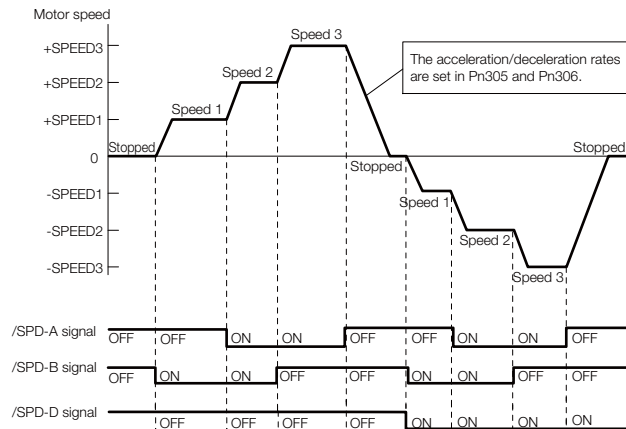 Motor speed
+SPEED3
+SPEED2
+SPEED1
0
-SPEED1
-SPEED2
-SPEED3
Stopped
Speed 1
Speed 2
Speed 3
The acceleration/deceleration rates
are set in Pn305 and Pn306.
Stopped
Speed 1
Speed 2
Speed 3
Stopped
/SPD-A signal OFF OFF ON ON OFF OFF ON ON OFF
/SPD-B signal OFF ON ON OFF OFF ON ON OFF OFF
/SPD-D signal OFF OFF OFF OFF ON ON ON